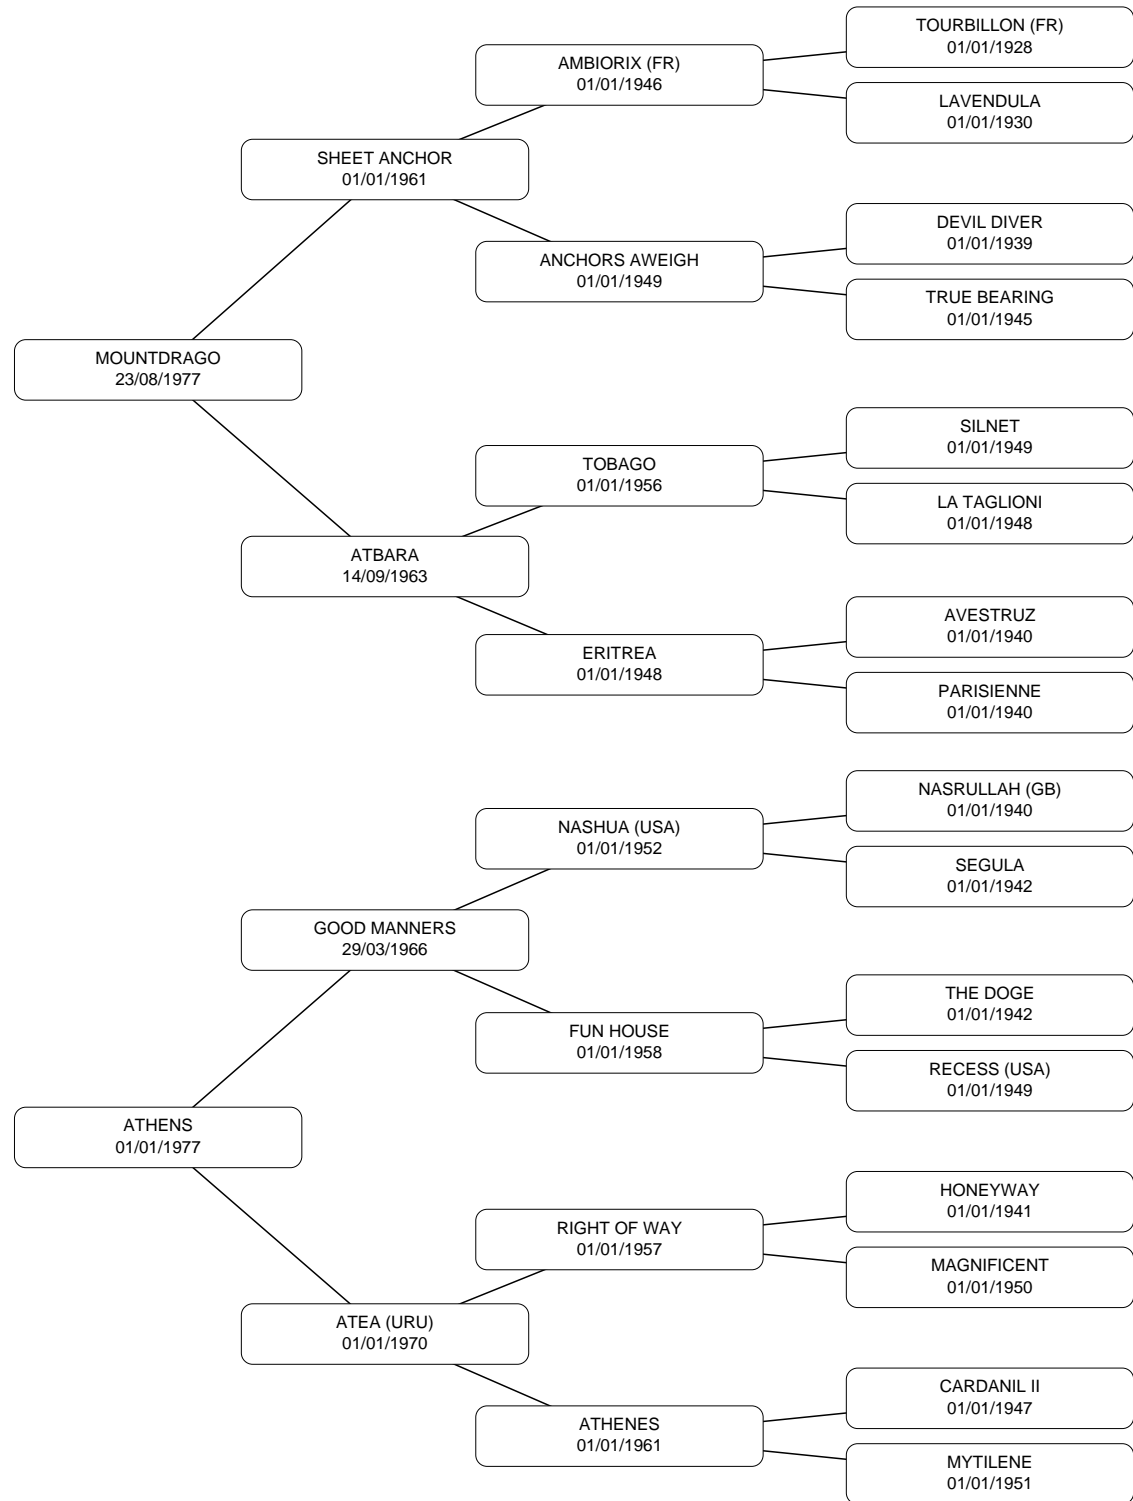 TOURBILLON (FR)
01/01/1928
AMBIORIX (FR)
01/01/1946
LAVENDULA
01/01/1930
SHEET ANCHOR
01/01/1961
DEVIL DIVER
01/01/1939
ANCHORS AWEIGH
01/01/1949
TRUE BEARING
01/01/1945
MOUNTDRAGO
23/08/1977
SILNET
01/01/1949
TOBAGO
01/01/1956
LA TAGLIONI
01/01/1948
ATBARA
14/09/1963
AVESTRUZ
01/01/1940
ERITREA
01/01/1948
PARISIENNE
01/01/1940
NASRULLAH (GB)
01/01/1940
NASHUA (USA)
01/01/1952
SEGULA
01/01/1942
GOOD MANNERS
29/03/1966
THE DOGE
01/01/1942
FUN HOUSE
01/01/1958
RECESS (USA)
01/01/1949
ATHENS
01/01/1977
HONEYWAY
01/01/1941
RIGHT OF WAY
01/01/1957
MAGNIFICENT
01/01/1950
ATEA (URU)
01/01/1970
CARDANIL II
01/01/1947
ATHENES
01/01/1961
MYTILENE
01/01/1951